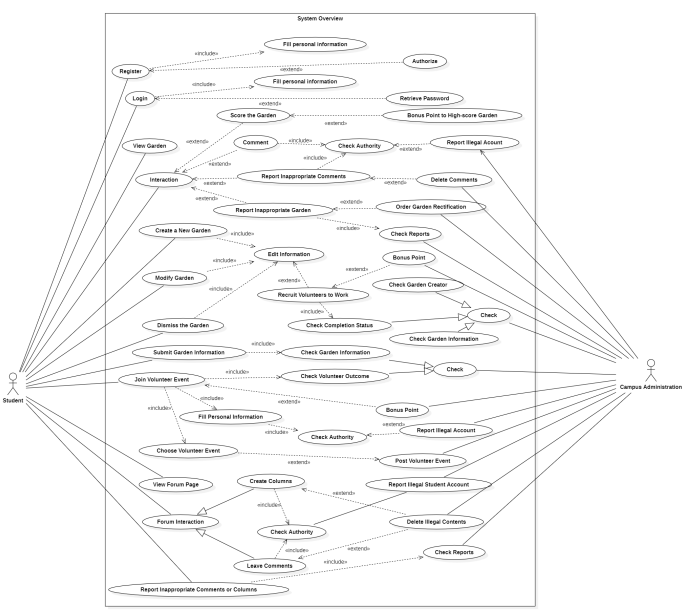 System Overview
Fill personal information
«include»
Authorize
Register
«extend»
«include»
Fill personal information
Login
Retrieve Password
«extend»
Score the Garden
Bonus Point to High-score Garden
«extend»
«extend»
Comment
«include»
Report Illegal Acount
View Garden
Check Authority
«extend»
«include»
«extend»
Report Inappropriate Comments
Interaction
«extend»
Delete Comments
«extend»
«extend»
Report Inappropriate Garden
Order Garden Rectification
«extend»
Create a New Garden
«include»
Check Reports
«include»
Edit Information
Bonus Point
«include»
«extend»
Modify Garden
«extend»
Check Garden Creator
Recruit Volunteers to Work
«include»
«include»
Check
Dismiss the Garden
Check Completion Status
Check Garden Information
«include»
Submit Garden Information
Check Garden Information
Check
Join Volunteer Event
«include»
Check Volunteer Outcome
Student
Campus Administration
«include»
«extend»
«include»
Bonus Point
Fill Personal Information
«extend»
«include»
Report Illegal Account
Check Authority
Choose Volunteer Event
Post Volunteer Event
«extend»
View Forum Page
Create Columns
Report Illegal Student Account
«extend»
«include»
Forum Interaction
Delete Illegal Contents
Check Authority
«include»
«extend»
Check Reports
Leave Comments
«include»
Report Inappropriate Comments or Columns